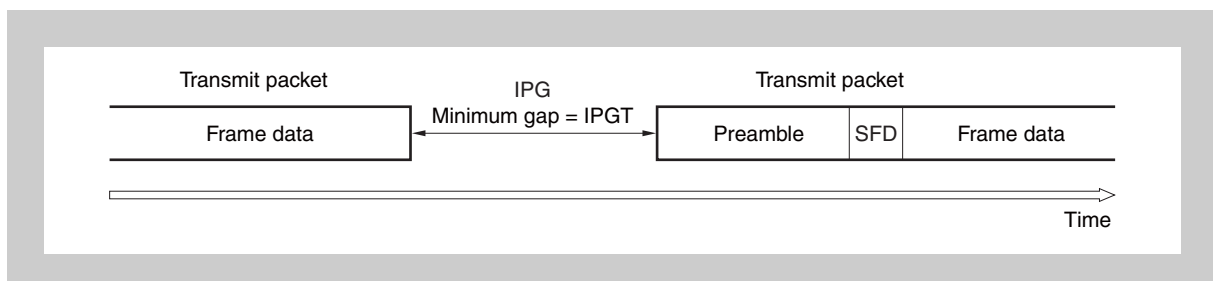 Transmit packet
IPG
Transmit packet
Minimum gap = IPGT
Frame data
Preamble
SFD
Frame data
Time